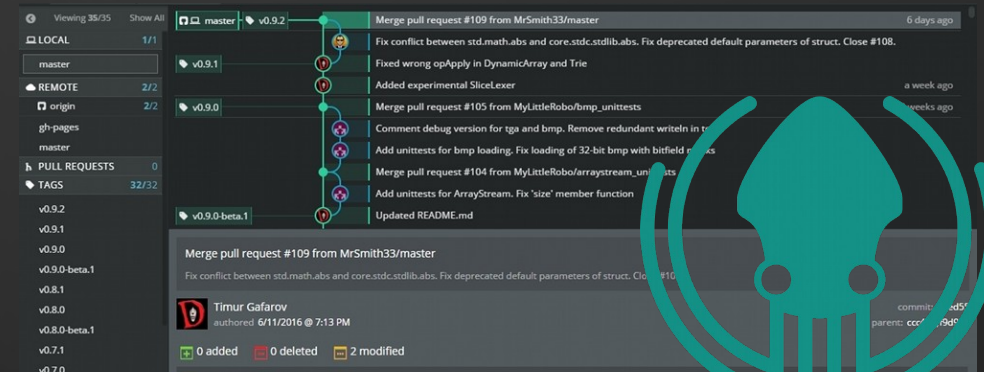 Viewing 35/35 Show All
LOCAL 1/1
master
REMOTE 2/2
origin 2/2
gh-pages
master
PULL REQUESTS 0
TAGS 32/32
v0.9.2
v0.9.1
v0.9.0
v0.9.0-beta.1
v0.8.1
v0.8.0
v0.8.0-beta.1
v0.7.1
v0.7.0
master v0.9.2 Merge pull request #109 from MrSmith33/master 6 days ago
Fix conflict between std.math.abs and core.stdc.stdlib.abs. Fix deprecated default parameters of struct. Close #108.
v0.9.1 Fixed wrong opApply in DynamicArray and Trie
Added experimental SliceLexer a week ago
v0.9.0 Merge pull request #105 from MyLittleRobo/bmp_unittests weeks ago
Comment debug version for tga and bmp. Remove redundant writeln in
Add unittests for bmp loading. Fix loading of 32-bit bmp with bitfield
Merge pull request #104 from
Add unittests for ArrayStream. Fix 'size' member function
v0.9.0-beta.1 Updated README.md
Merge pull request #109 from MrSmith33/master
Fix conflict between std.math.abs and core.stdc.stdlib.abs. Fix deprecated default parameters of struct.
Timur Gafarov
authored 6/11/2016 @ 7:13 PM
commit:
parent:
0 added 0 deleted 2 modified